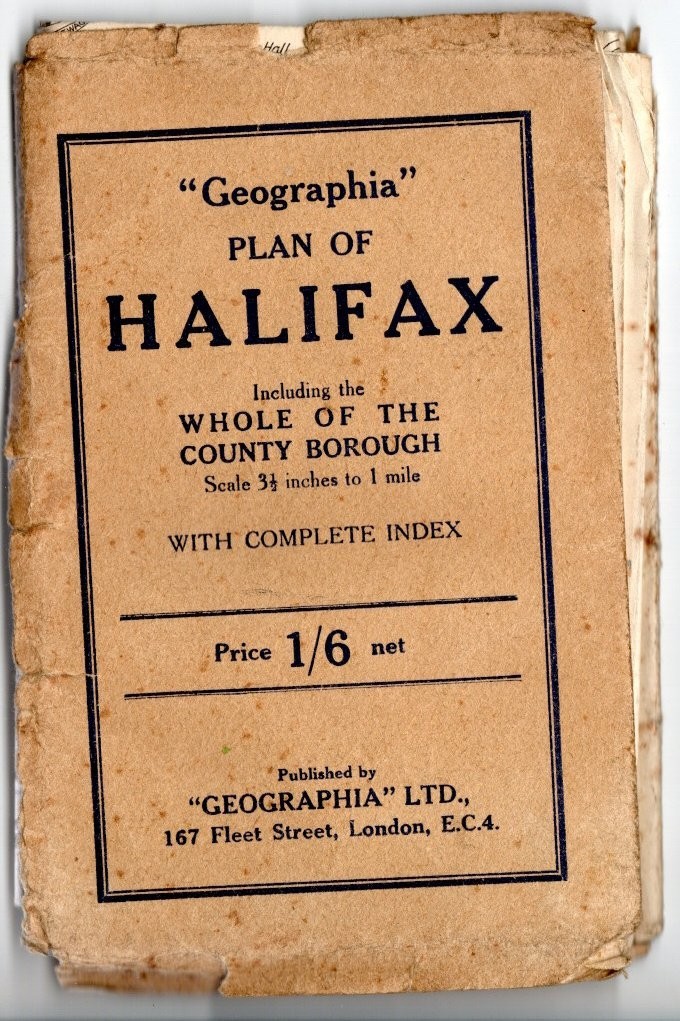 Hall
"Geographia"
PLAN OF
HALIFAX
Including the
WHOLE OF THE
COUNTY BOROUGH
Scale 3½ inches to 1 mile
WITH COMPLETE INDEX
Price 1/6 net
Published by
"GEOGRAPHIA" LTD.,
167 Fleet Street, London, E.C.4.